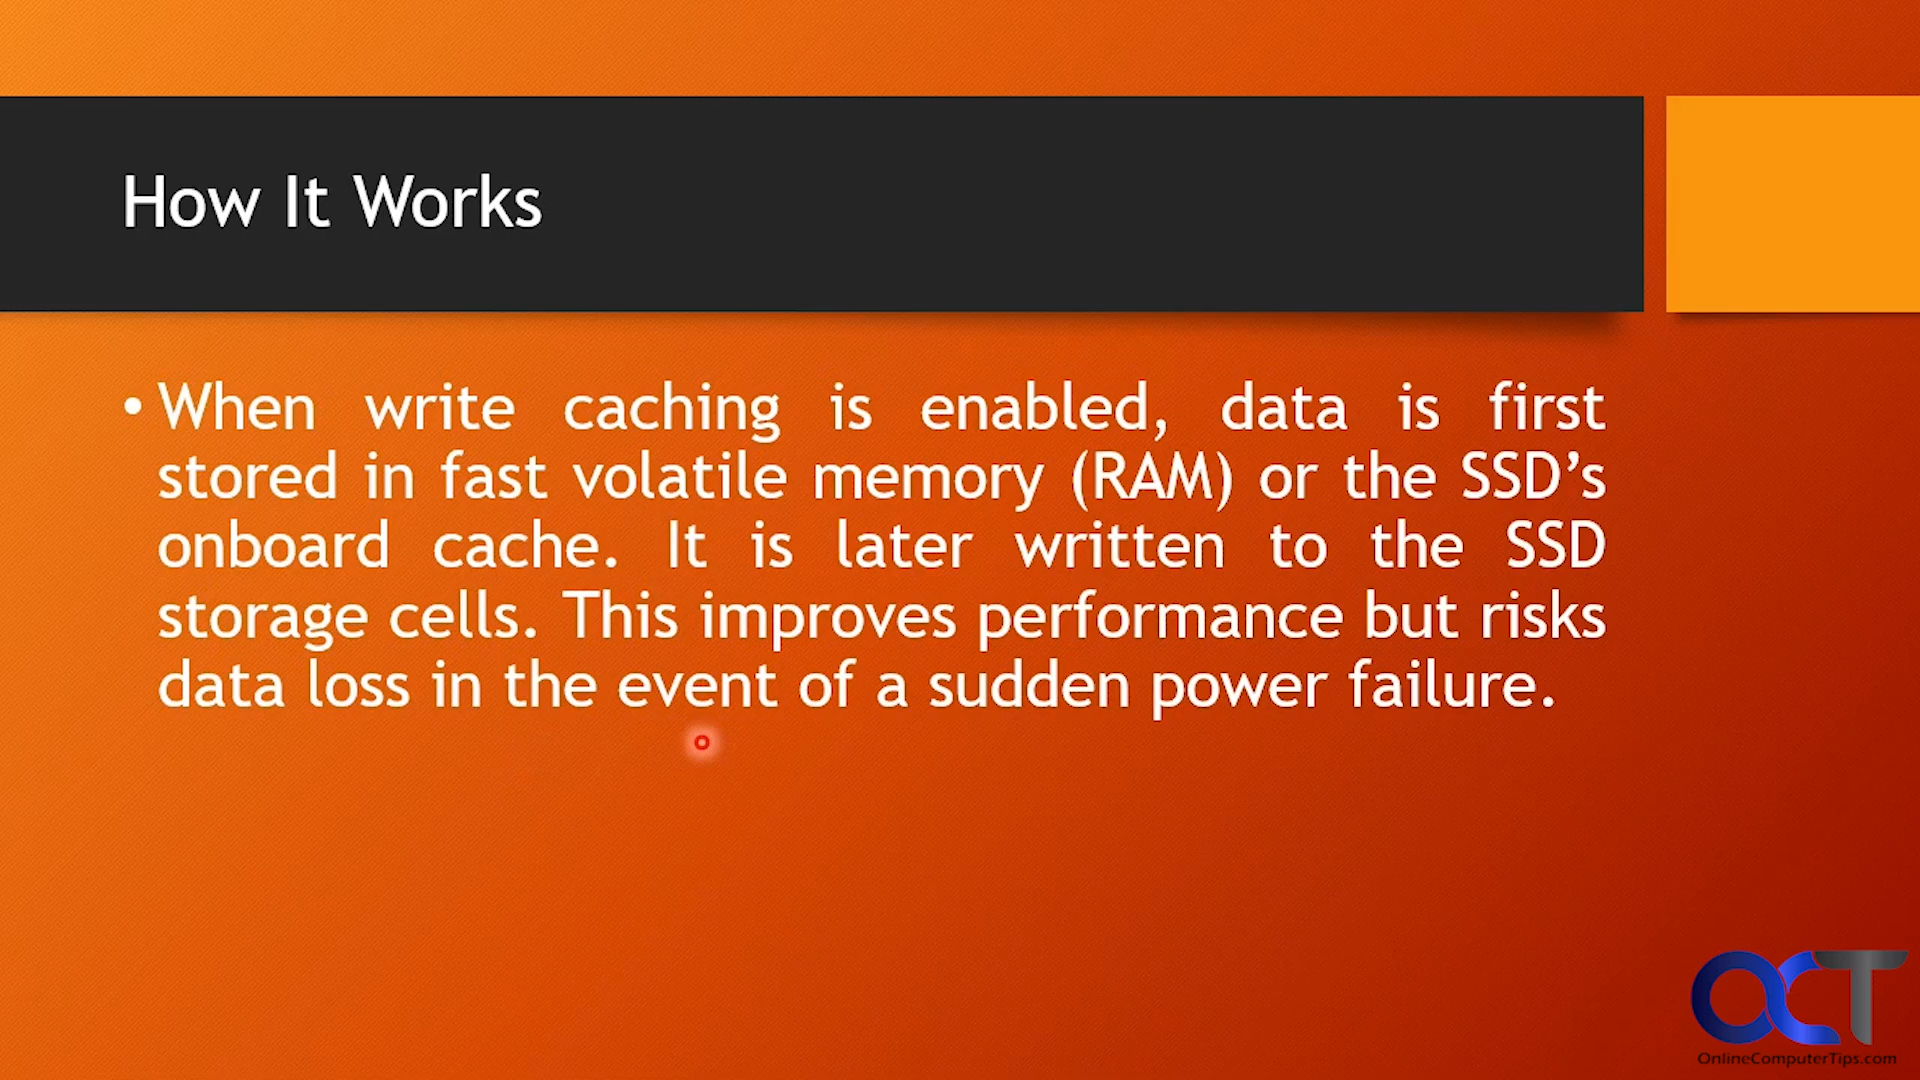 How It Works
• When write caching is enabled, data is first
stored in fast volatile memory (RAM) or the SSD’s
onboard cache. It is later written to the SSD
storage cells. This improves performance but risks
data loss in the event of a sudden power failure.
OCT
OnlineComputerTips.com